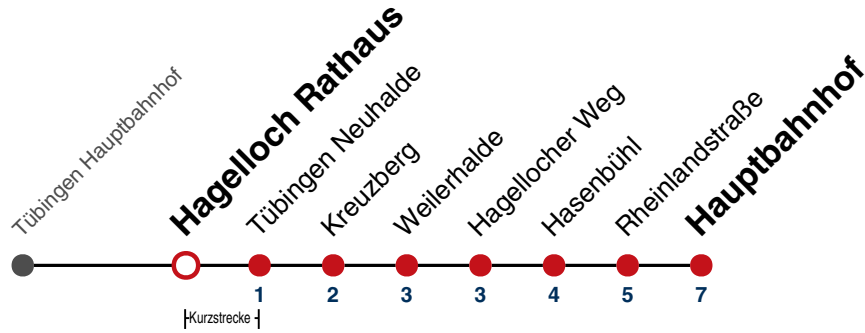 Tübingen Hauptbahnhof
Hagelloch Rathaus
Tübingen Neuhalde
Kreuzberg
Weilerhalde
Hagellocher Weg
Hasenbühl
Rheinlandstraße
Hauptbahnhof
1 2 3 3 4 5 7
Kurzstrecke